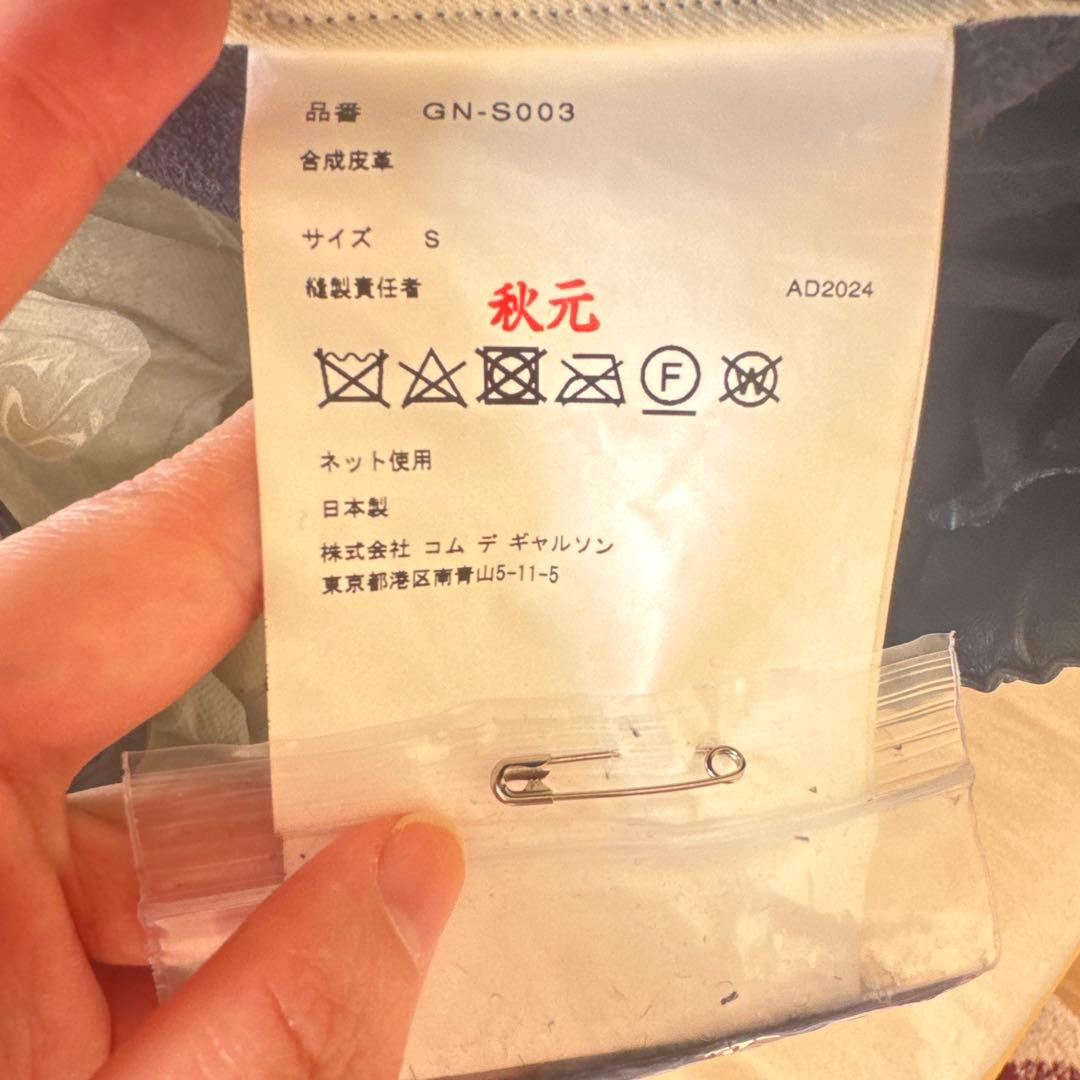 品番 GN-S003
合成皮革
サイズ S
縫製責任者 秋元 AD2024
F W
ネット使用
日本製
株式会社 コム デ ギャルソン
東京都港区南青山5-11-5